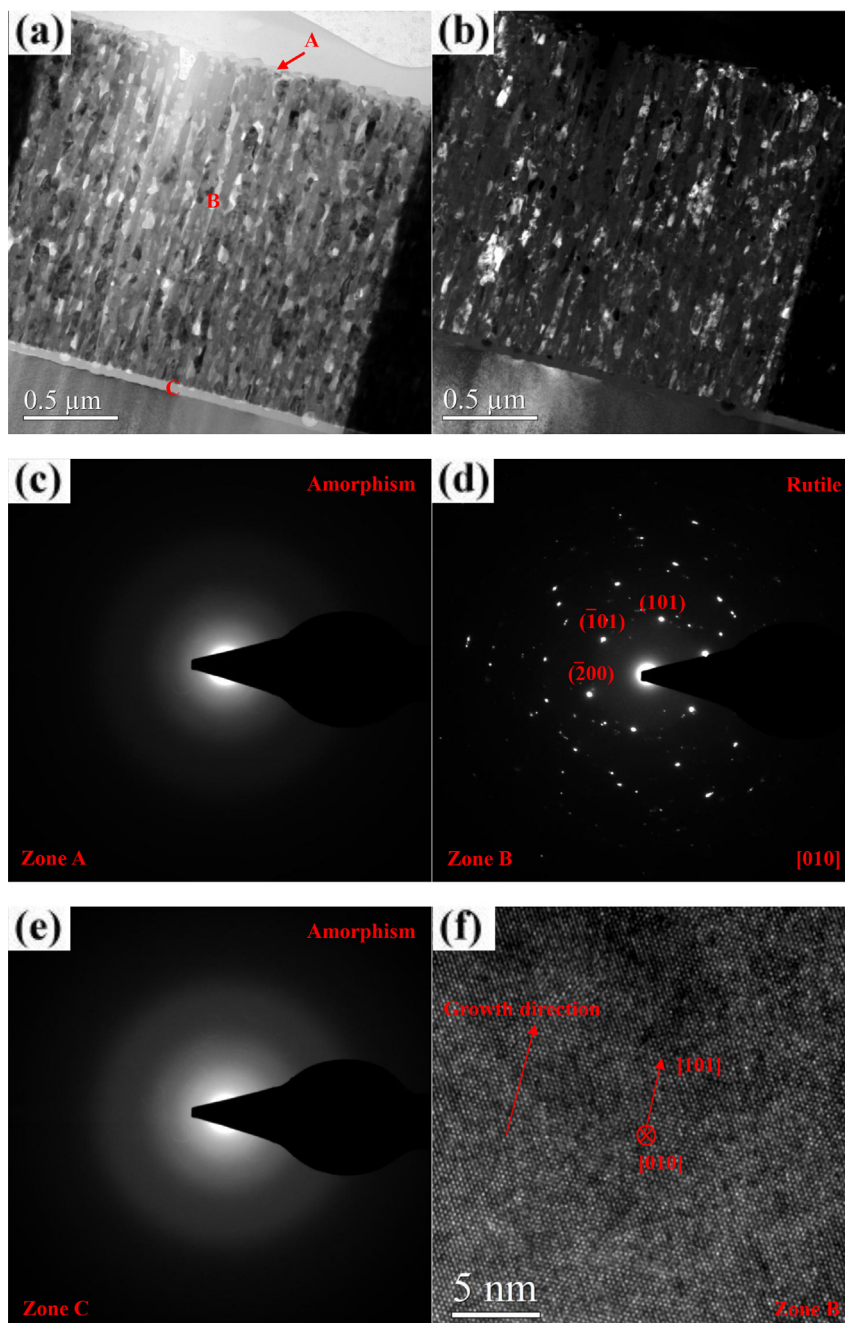 (a)
A
B
C
0.5 µm
(b)
0.5 µm
(c)
Amorphism
Zone A
(d)
Rutile
(101)
(1̅01)
(2̅00)
Zone B
[010]
(e)
Amorphism
Zone C
(f)
Growth direction
[101]
[010]
5 nm
Zone B